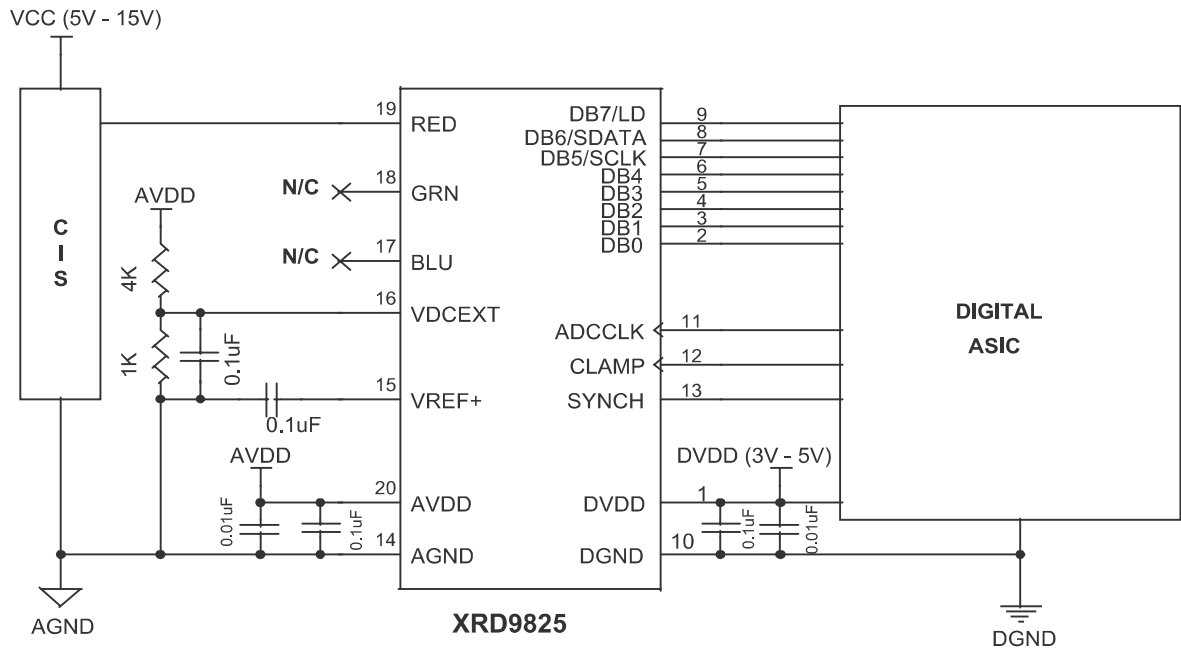 VCC (5V - 15V)
C
I
S
19
RED
N/C
18
GRN
N/C
17
BLU
AVDD
4K
16
VDCEXT
1K
0.1uF
15
VREF+
0.1uF
AVDD
20
AVDD
0.01uF
0.1uF
14
AGND
AGND
XRD9825
DB7/LD
9
DB6/SDATA
8
DB5/SCLK
7
DB4
6
DB3
5
DB2
4
DB1
3
DB0
2
ADCCLK
11
CLAMP
12
SYNCH
13
DVDD (3V - 5V)
DVDD
1
0.1uF
0.01uF
DGND
10
DIGITAL
ASIC
DGND